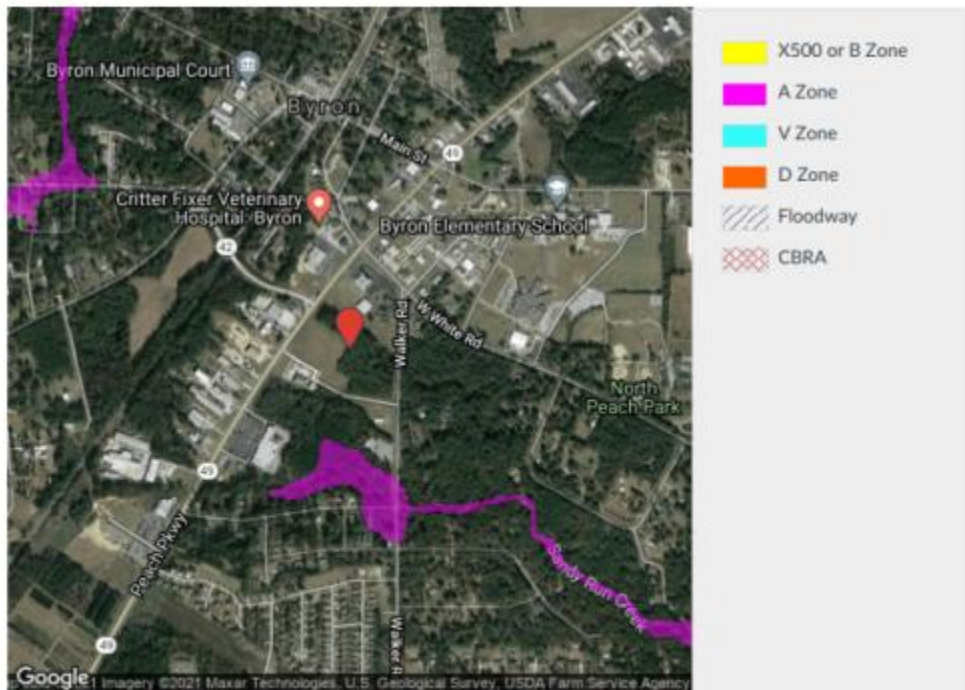 Byron Municipal Court
Byron
Main St
49
Critter Fixer Veterinary
Hospital: Byron
Byron Elementary School
42
Walker Rd
W White Rd
North
Peach Park
49
Peach Pkwy
Sandy Run Creek
49
Walker R
Google
Imagery ©2021 Maxar Technologies, U.S. Geological Survey, USDA Farm Service Agency
X500 or B Zone
A Zone
V Zone
D Zone
Floodway
CBRA